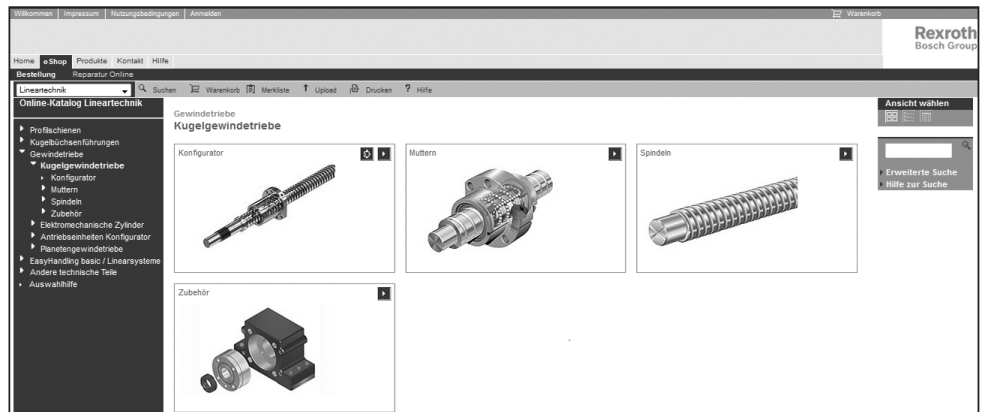 Willkommen | Impressum | Nutzungsbedingungen | Anmelden
Warenkorb
Rexroth
Bosch Group
Home eShop Produkte Kontakt Hilfe
Bestellung Reparatur Online
Lineartechnik Suchen Warenkorb Merkliste Upload Drucken ? Hilfe
Online-Katalog Lineartechnik
Profilschienen
Kugelbüchsenführungen
Gewindetriebe
Kugelgewindetriebe
Konfigurator
Muttern
Spindeln
Zubehör
Elektromechanische Zylinder
Antriebseinheiten Konfigurator
Planetengewindetriebe
EasyHandling basic / Linearsysteme
Andere technische Teile
Auswahlhilfe
Gewindetriebe
Kugelgewindetriebe
Konfigurator
Muttern
Spindeln
Zubehör
Ansicht wählen
Erweiterte Suche
Hilfe zur Suche